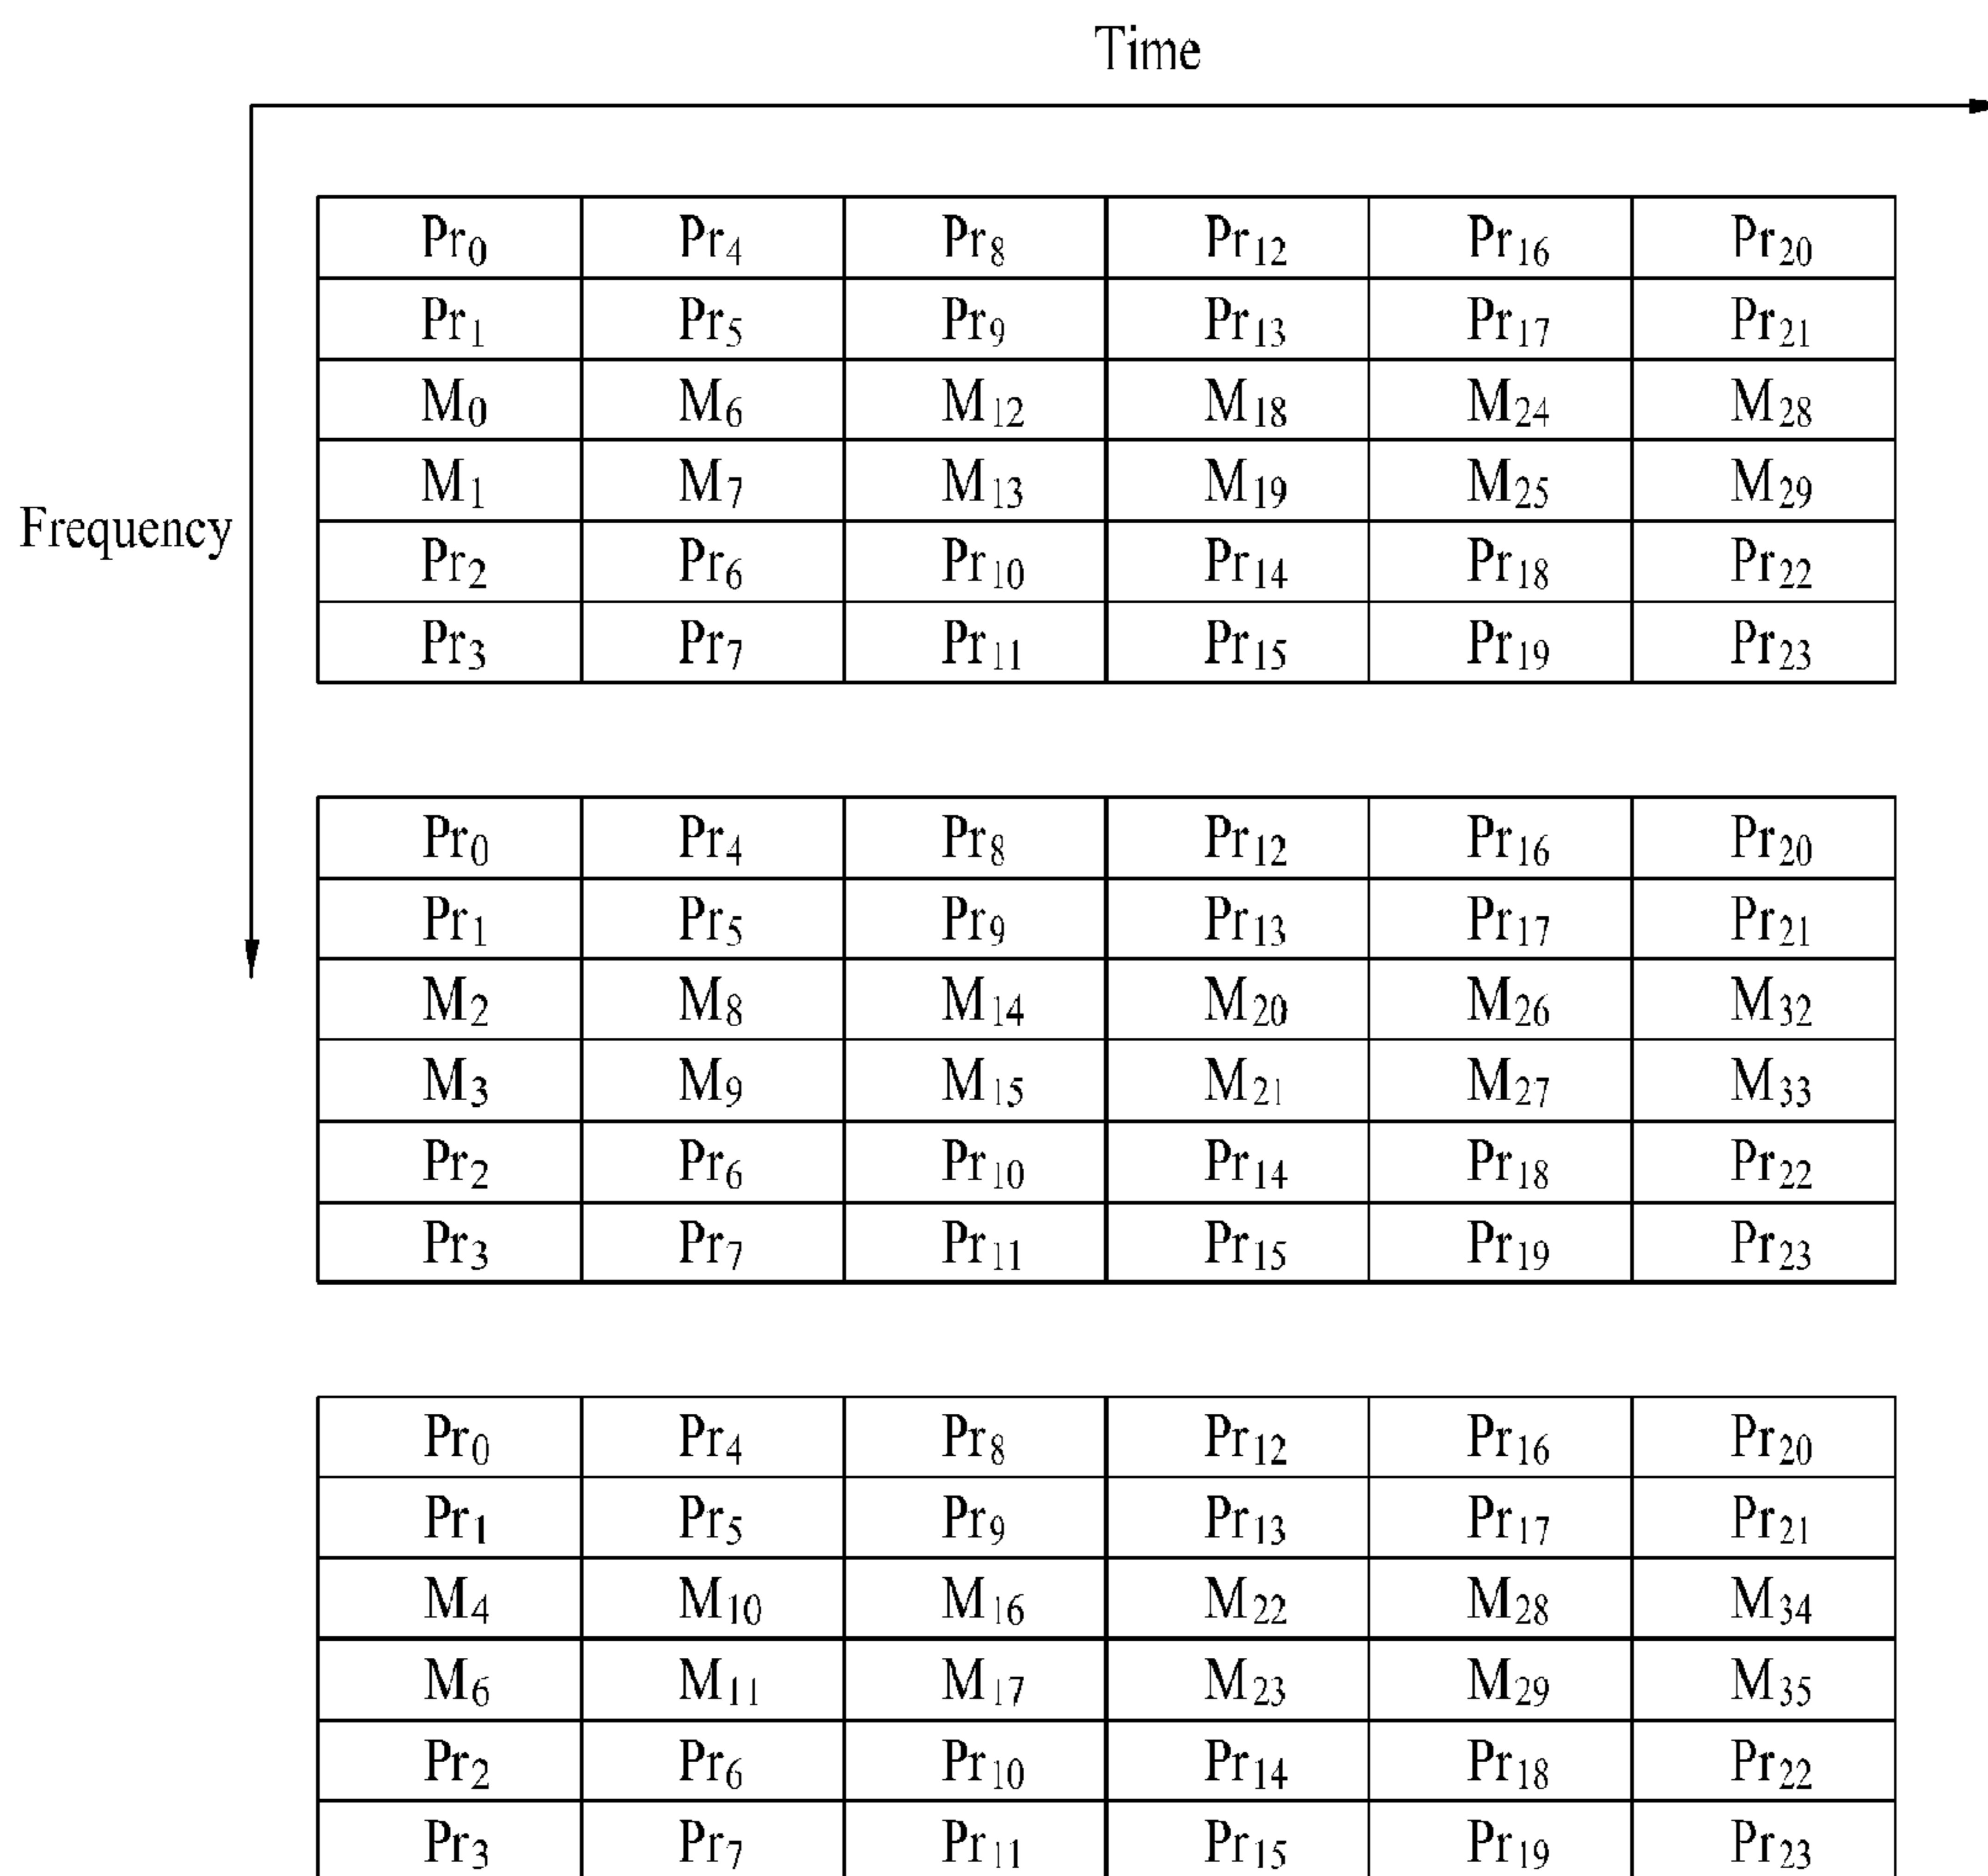 Time
Frequency
Pr0 Pr4 Pr8 Pr12 Pr16 Pr20
Pr1 Pr5 Pr9 Pr13 Pr17 Pr21
M0 M6 M12 M18 M24 M28
M1 M7 M13 M19 M25 M29
Pr2 Pr6 Pr10 Pr14 Pr18 Pr22
Pr3 Pr7 Pr11 Pr15 Pr19 Pr23
Pr0 Pr4 Pr8 Pr12 Pr16 Pr20
Pr1 Pr5 Pr9 Pr13 Pr17 Pr21
M2 M8 M14 M20 M26 M32
M3 M9 M15 M21 M27 M33
Pr2 Pr6 Pr10 Pr14 Pr18 Pr22
Pr3 Pr7 Pr11 Pr15 Pr19 Pr23
Pr0 Pr4 Pr8 Pr12 Pr16 Pr20
Pr1 Pr5 Pr9 Pr13 Pr17 Pr21
M4 M10 M16 M22 M28 M34
M6 M11 M17 M23 M29 M35
Pr2 Pr6 Pr10 Pr14 Pr18 Pr22
Pr3 Pr7 Pr11 Pr15 Pr19 Pr23